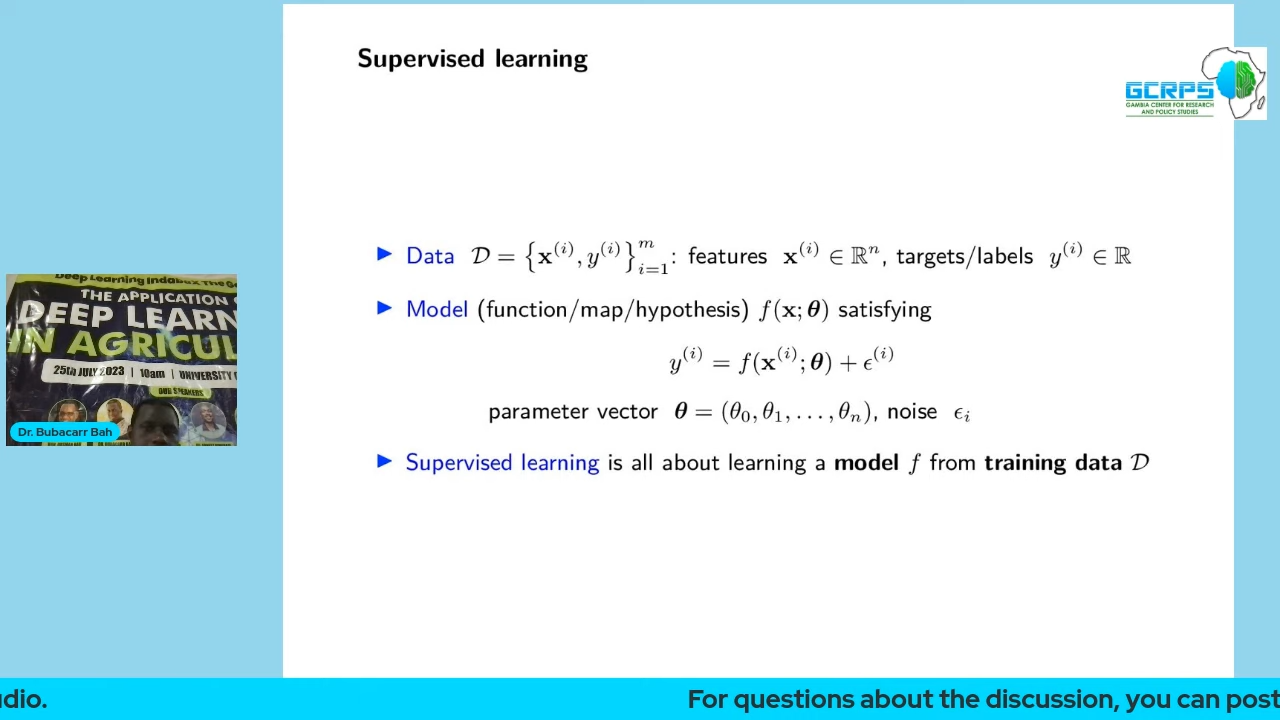 Supervised learning
GCRPS
GAMBIA CENTER FOR RESEARCH
AND POLICY STUDIES
▶ Data 𝒟 = {𝐱⁽ⁱ⁾, y⁽ⁱ⁾}ᵢ₌₁ᵐ: features 𝐱⁽ⁱ⁾ ∈ ℝⁿ, targets/labels y⁽ⁱ⁾ ∈ ℝ
▶ Model (function/map/hypothesis) f(𝐱; 𝜽) satisfying
y⁽ⁱ⁾ = f(𝐱⁽ⁱ⁾; 𝜽) + ϵ⁽ⁱ⁾
parameter vector 𝜽 = (θ₀, θ₁, . . . , θₙ), noise ϵᵢ
▶ Supervised learning is all about learning a model f from training data 𝒟
Deep Learning
THE APPLICATION
DEEP LEARN
IN AGRICUL
25th JULY 2023 | 10am | UNIVERSITY
OUR SPEAKERS
Dr. Bubacarr Bah
udio. For questions about the discussion, you can post